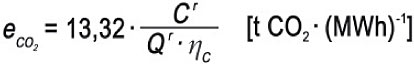 e_CO₂ = 13,32 · C^r / (Q^r · η_c) [t CO₂ · (MWh)⁻¹]